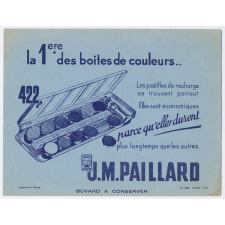 la 1ère des boites de couleurs..
Les pastilles de recharge
se trouvent partout
422
Elles sont économiques
parce qu'elles durent
plus longtemps que les autres
J.M.PAILLARD
BUVARD A CONSERVER